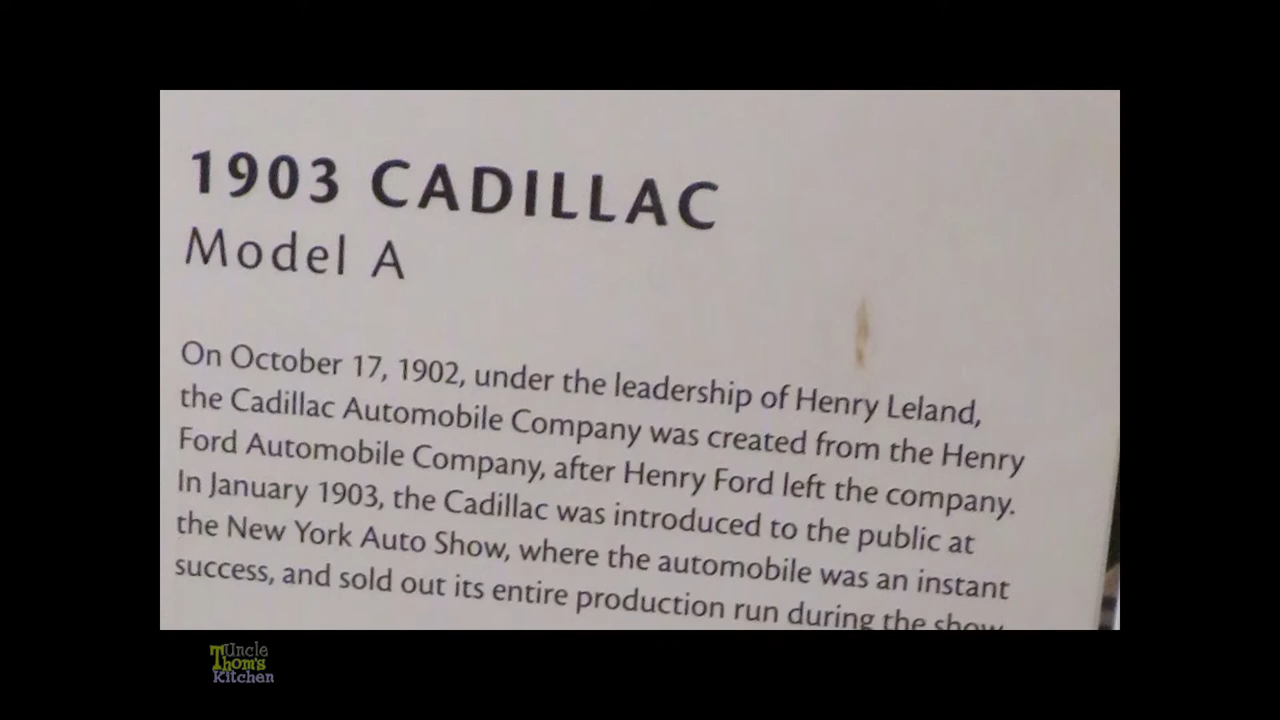 1903 CADILLAC
Model A
On October 17, 1902, under the leadership of Henry Leland,
the Cadillac Automobile Company was created from the Henry
Ford Automobile Company, after Henry Ford left the company.
In January 1903, the Cadillac was introduced to the public at
the New York Auto Show, where the automobile was an instant
success, and sold out its entire production run during the show
Uncle
Thom's
Kitchen